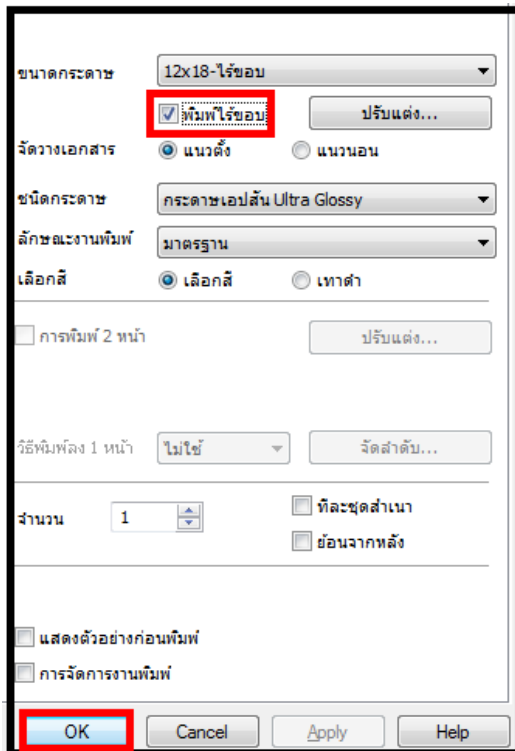 ขนาดกระดาษ 12x18-ไร้ขอบ
พิมพ์ไร้ขอบ ปรับแต่ง...
จัดวางเอกสาร แนวตั้ง แนวนอน
ชนิดกระดาษ กระดาษเอปสัน Ultra Glossy
ลักษณะงานพิมพ์ มาตรฐาน
เลือกสี เลือกสี เทาดำ
การพิมพ์ 2 หน้า ปรับแต่ง...
วิธีพิมพ์ลง 1 หน้า ไม่ใช้ จัดลำดับ...
จำนวน 1 ทีละชุดสำเนา
ย้อนจากหลัง
แสดงตัวอย่างก่อนพิมพ์
การจัดการงานพิมพ์
OK Cancel Apply Help